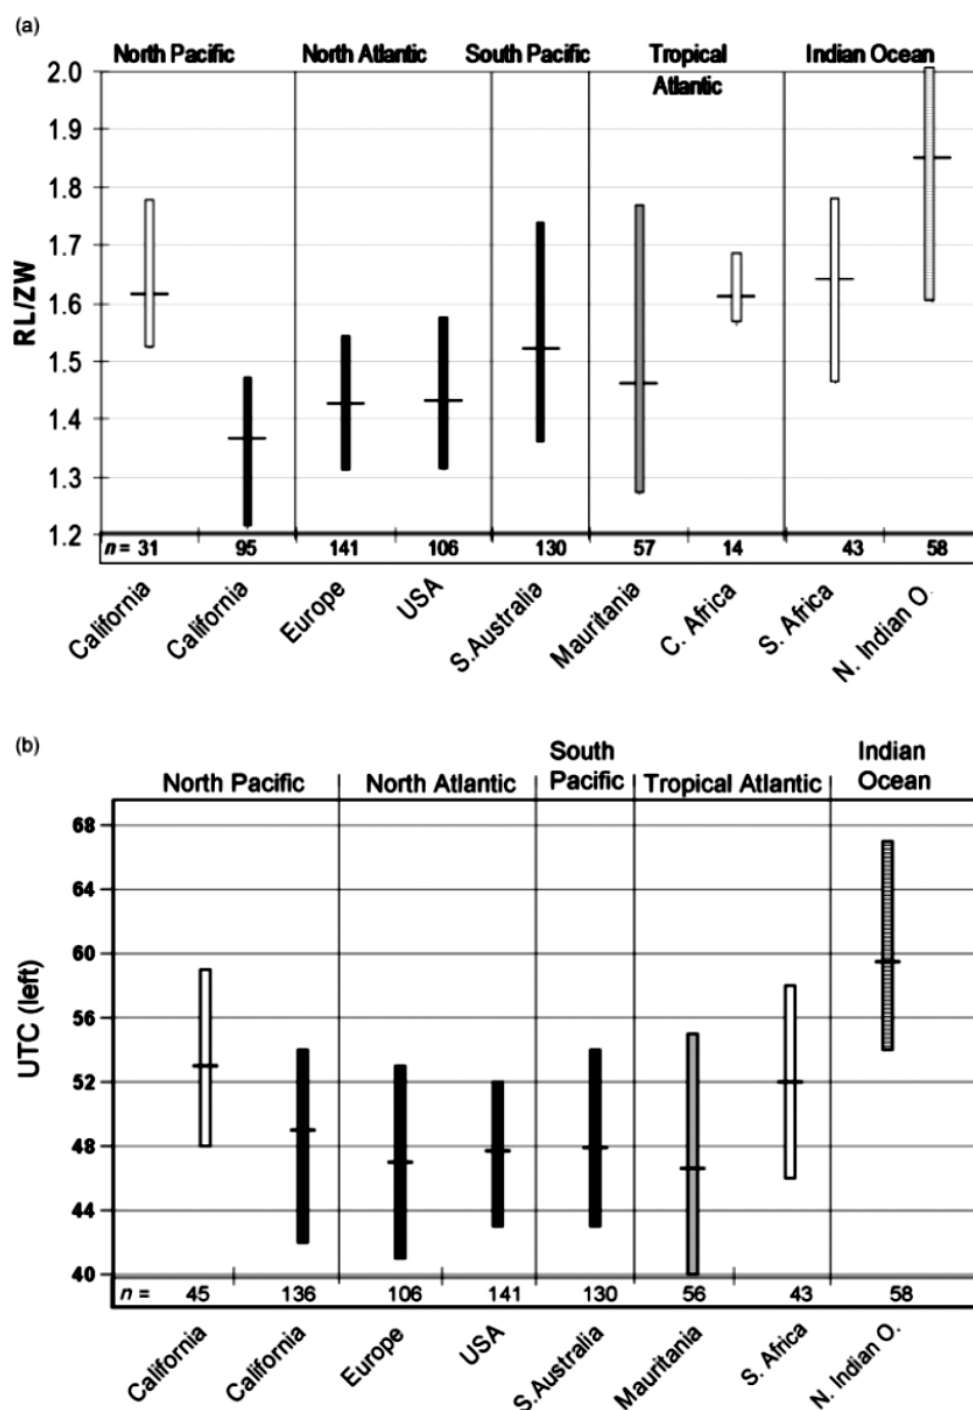 (a)
North Pacific North Atlantic South Pacific Tropical Atlantic Indian Ocean
2.0
1.9
1.8
1.7
1.6
1.5
1.4
1.3
1.2
RL/ZW
n = 31 95 141 106 130 57 14 43 58
California California Europe USA S.Australia Mauritania C. Africa S. Africa N. Indian O.
(b)
North Pacific North Atlantic South Pacific Tropical Atlantic Indian Ocean
68
64
60
56
52
48
44
40
UTC (left)
n = 45 136 106 141 130 56 43 58
California California Europe USA S.Australia Mauritania S. Africa N. Indian O.